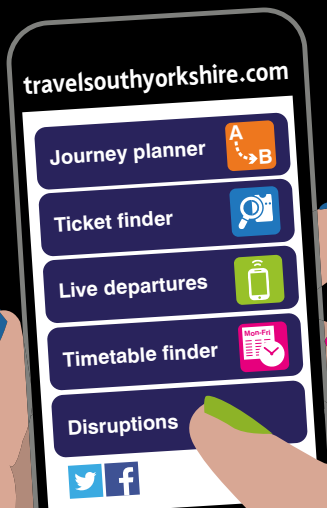 travelsouthyorkshire.com
Journey planner
A
B
Ticket finder
Live departures
Timetable finder
Mon-Fri
Disruptions